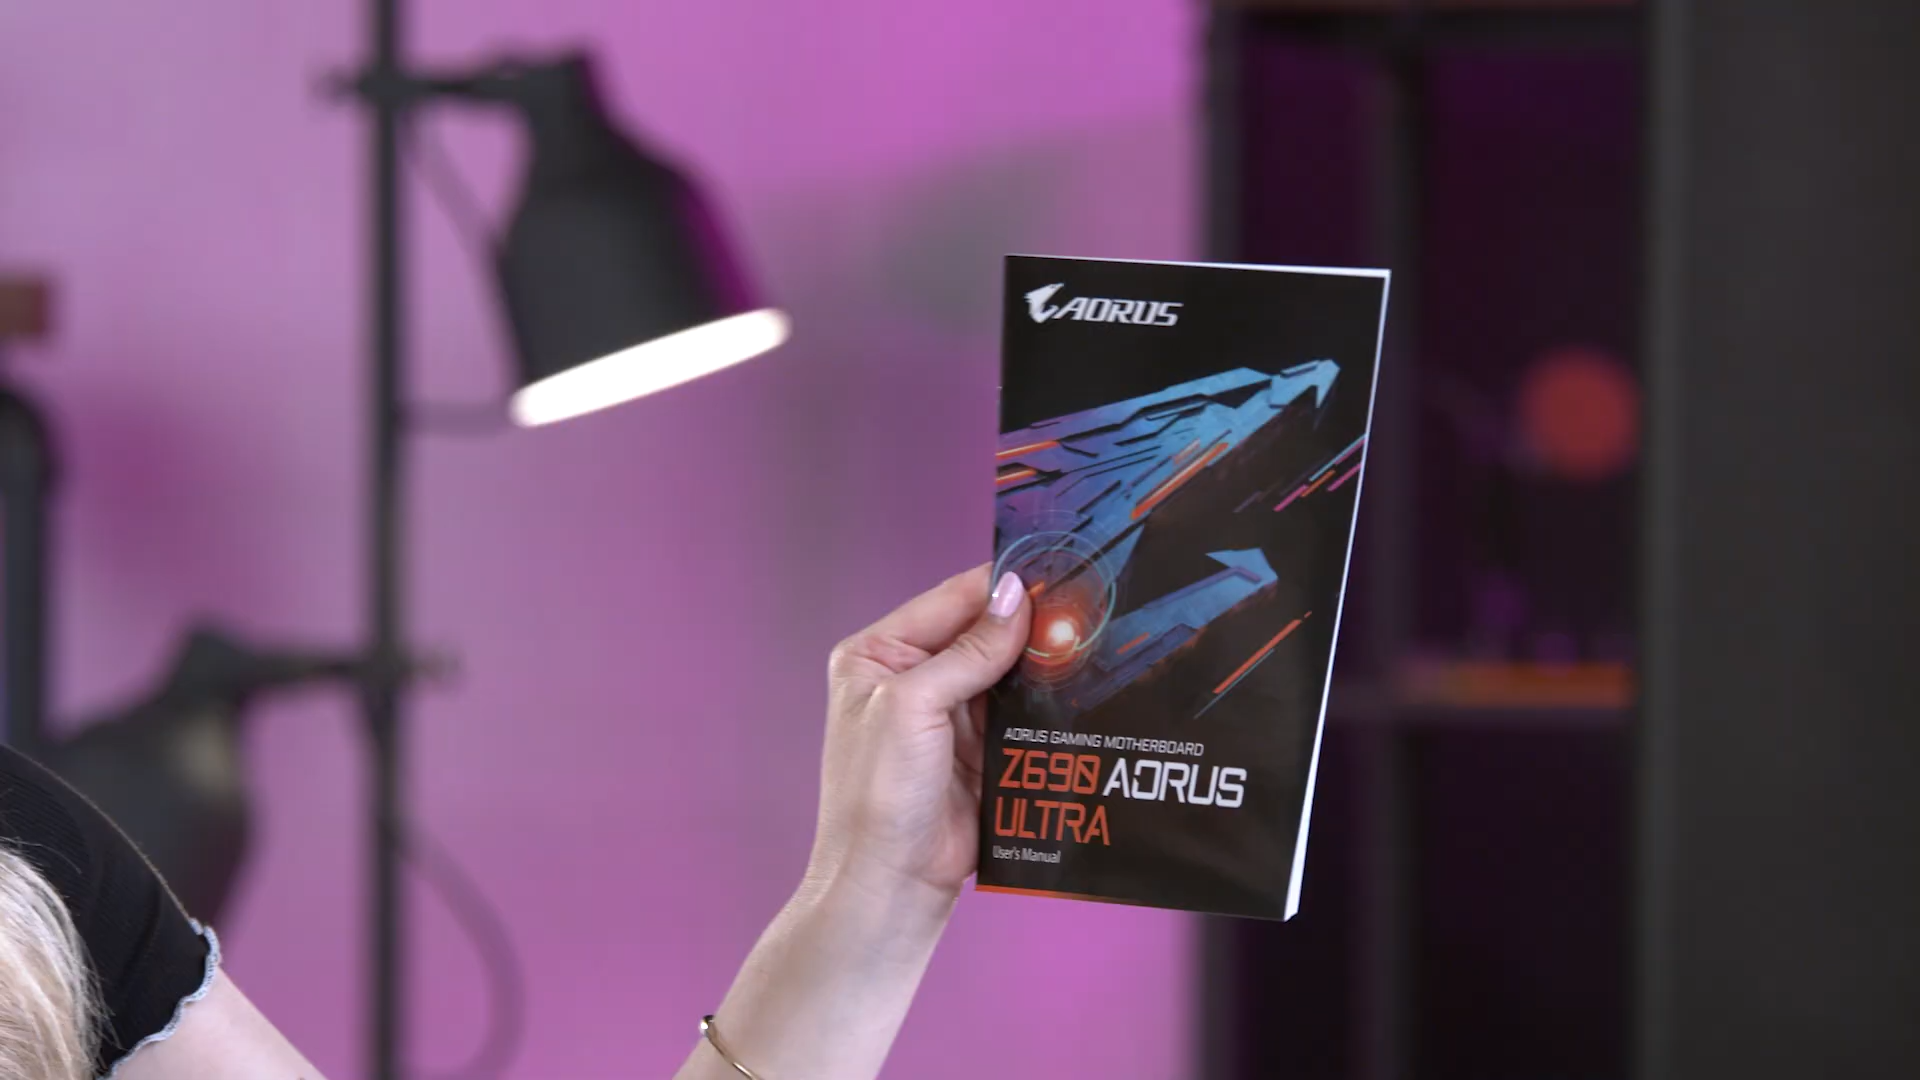 AORUS
AORUS GAMING MOTHERBOARD
Z690 AORUS
ULTRA
User's Manual